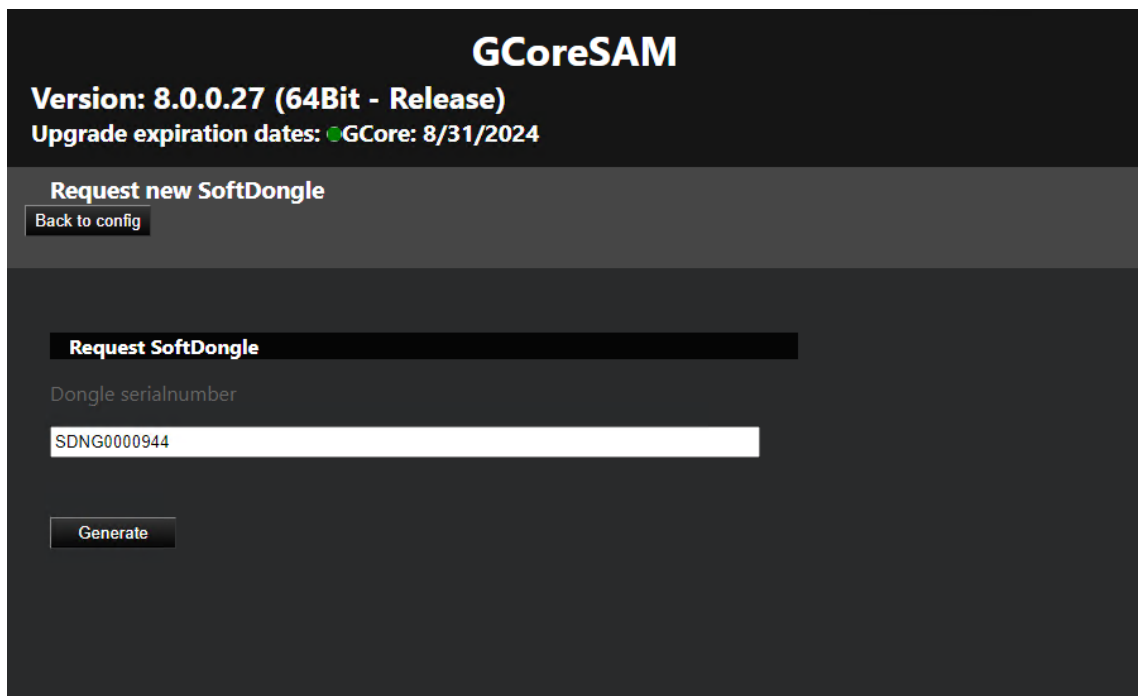 GCoreSAM
Version: 8.0.0.27 (64Bit - Release)
Upgrade expiration dates: GCore: 8/31/2024
Request new SoftDongle
Back to config
Request SoftDongle
Dongle serialnumber
SDNG0000944
Generate